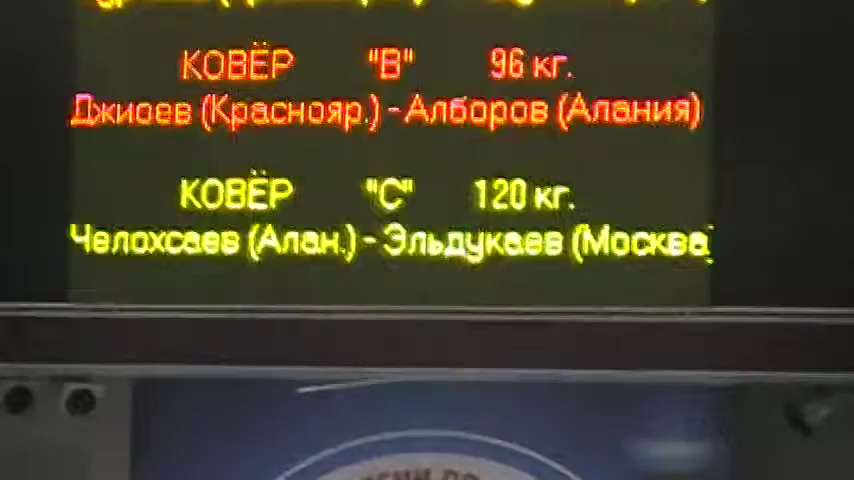 КОВЁР "В" 96 кг.
Джиоев (Краснояр.) - Алборов (Алания)
КОВЁР "С" 120 кг.
Челохсаев (Алан.) - Эльдукаев (Москва